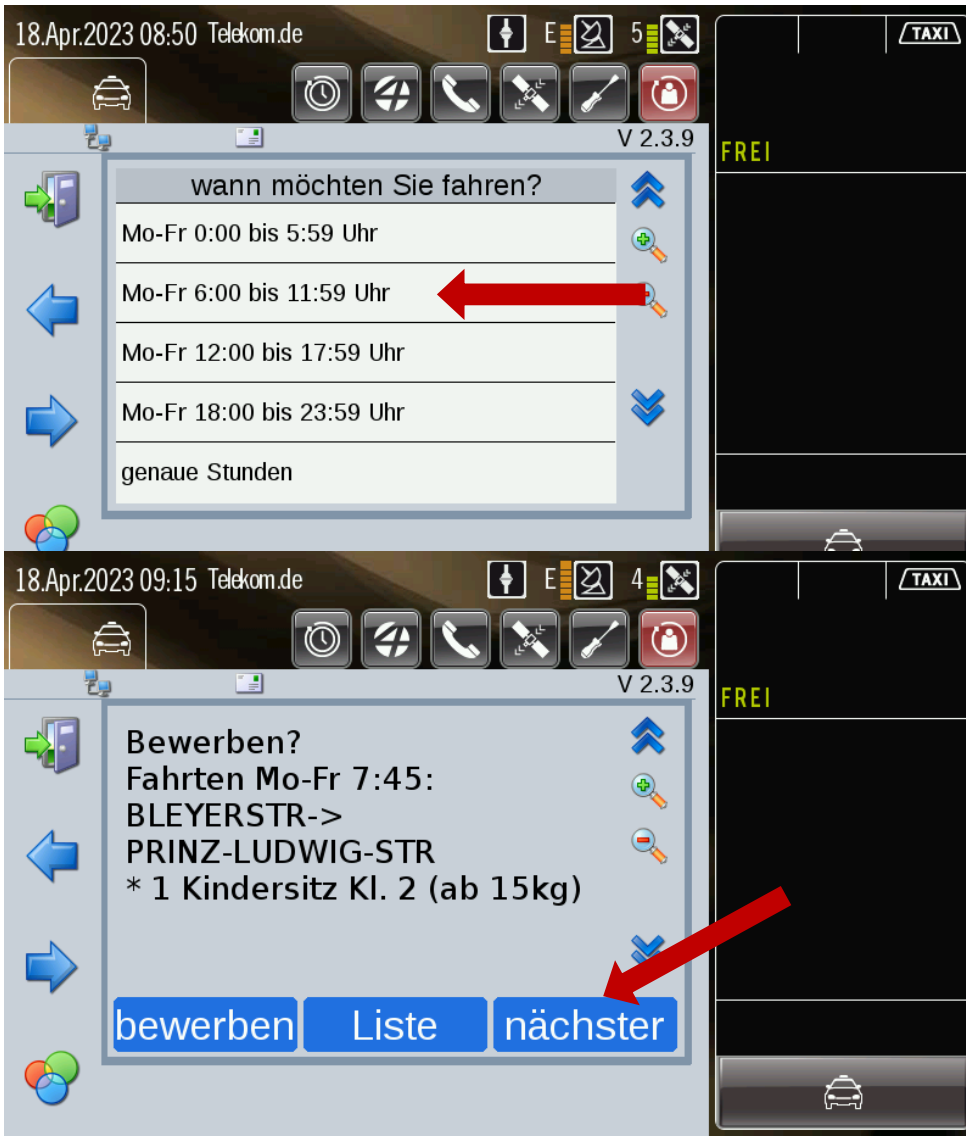 18.Apr.2023 08:50 Telekom.de E 5 TAXI
V 2.3.9
FREI
wann möchten Sie fahren?
Mo-Fr 0:00 bis 5:59 Uhr
Mo-Fr 6:00 bis 11:59 Uhr
Mo-Fr 12:00 bis 17:59 Uhr
Mo-Fr 18:00 bis 23:59 Uhr
genaue Stunden
18.Apr.2023 09:15 Telekom.de E 4 TAXI
V 2.3.9
FREI
Bewerben?
Fahrten Mo-Fr 7:45:
BLEYERSTR->
PRINZ-LUDWIG-STR
* 1 Kindersitz Kl. 2 (ab 15kg)
bewerben Liste nächster